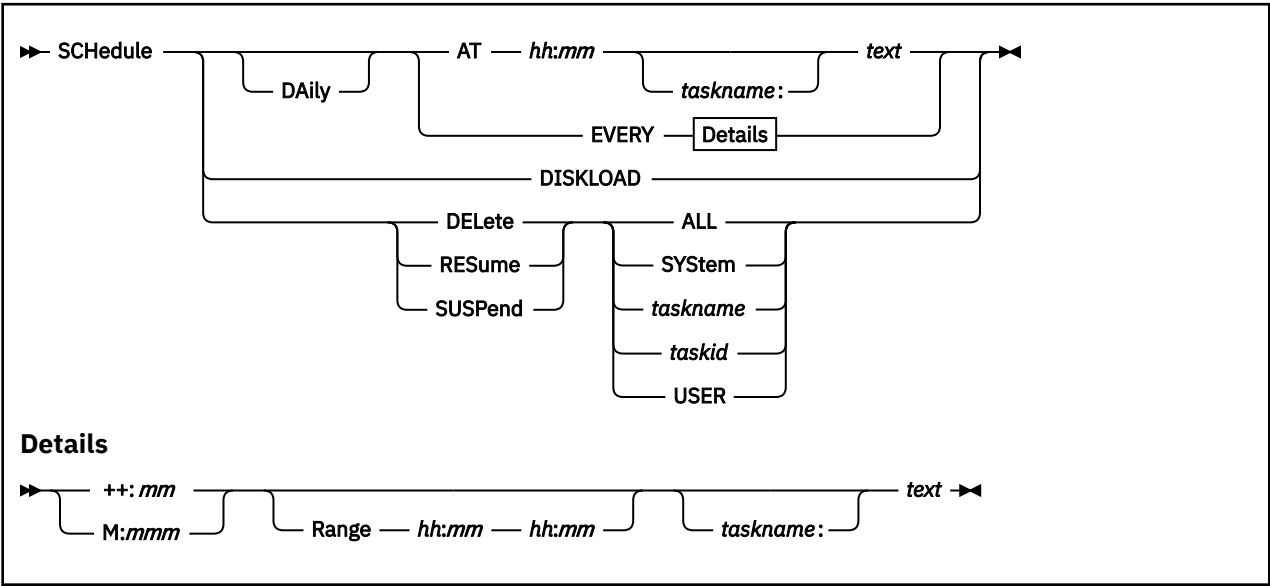 SCHedule AT hh:mm text
DAily taskname:
EVERY Details
DISKLOAD
DELete ALL
RESume SYStem
SUSPend taskname
taskid
USER
Details
++:mm text
M:mmm Range hh:mm hh:mm taskname: